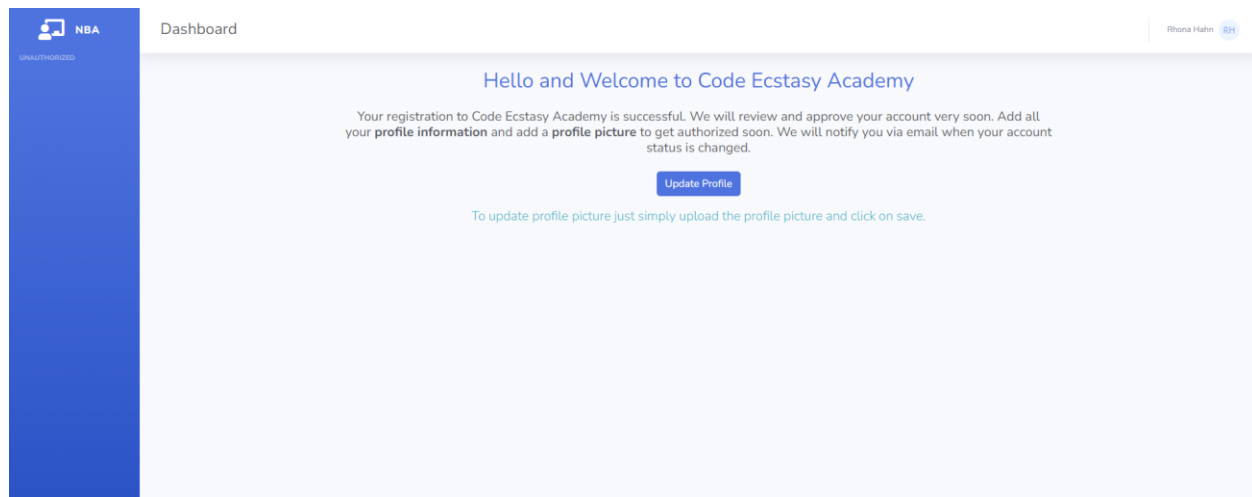 NBA
Dashboard
Rhona Hahn RH
UNAUTHORIZED
Hello and Welcome to Code Ecstasy Academy
Your registration to Code Ecstasy Academy is successful. We will review and approve your account very soon. Add all
your profile information and add a profile picture to get authorized soon. We will notify you via email when your account
status is changed.
Update Profile
To update profile picture just simply upload the profile picture and click on save.